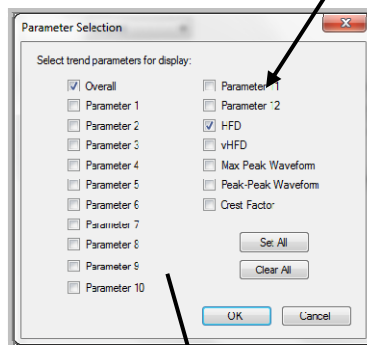 Parameter Selection
Select trend parameters for display:
Overall
Parameter 1
Parameter 2
Parameter 3
Parameter 4
Parameter 5
Parameter 6
Parameter 7
Parameter 8
Parameter 9
Parameter 10
Parameter 11
Parameter 12
HFD
vHFD
Max Peak Waveform
Peak-Peak Waveform
Crest Factor
Set All
Clear All
OK
Cancel